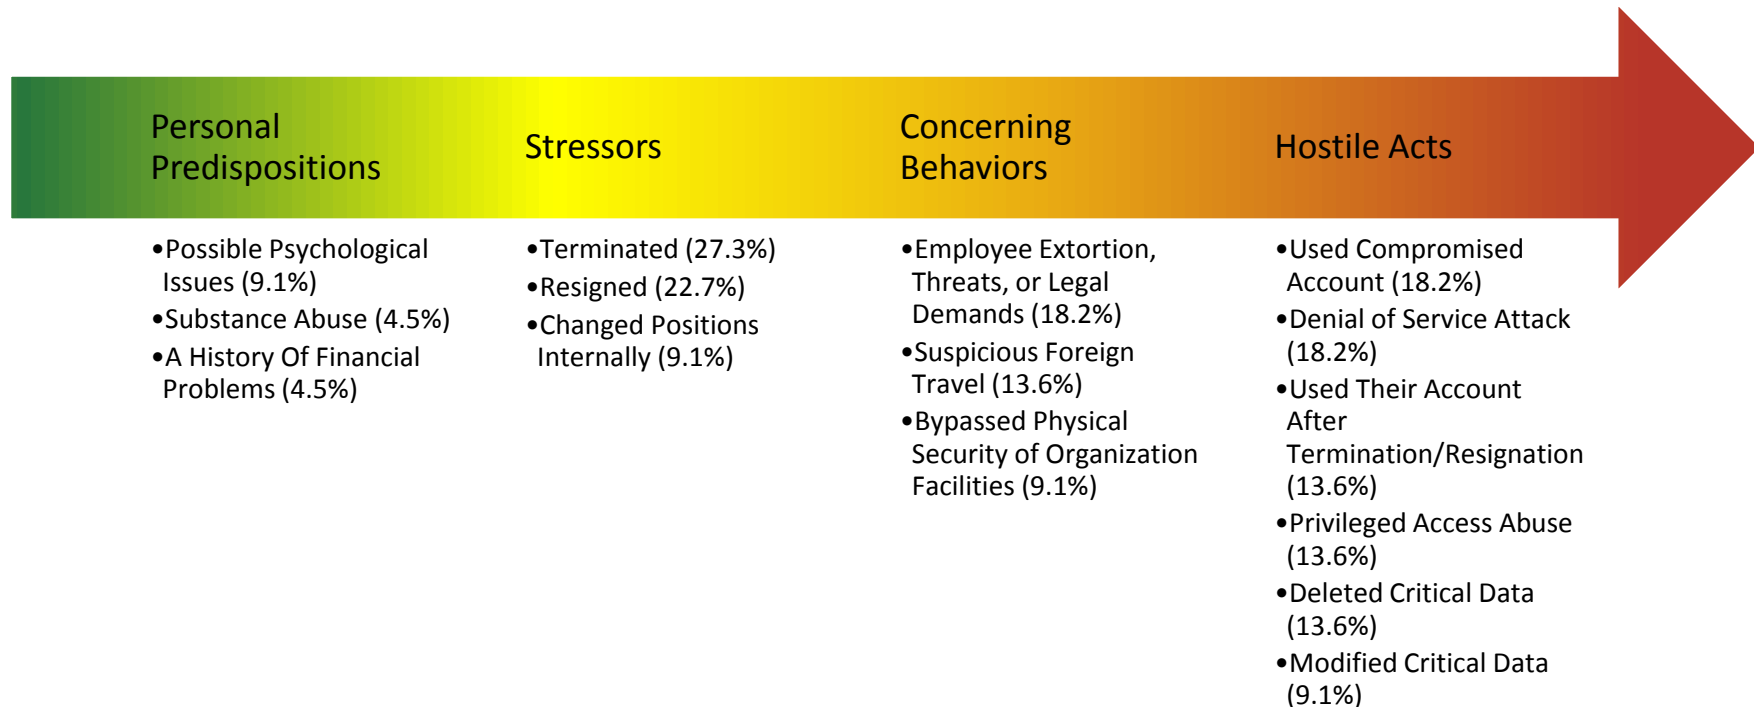 Personal
Predispositions
•Possible Psychological
Issues (9.1%)
•Substance Abuse (4.5%)
•A History Of Financial
Problems (4.5%)
Stressors
•Terminated (27.3%)
•Resigned (22.7%)
•Changed Positions
Internally (9.1%)
Concerning
Behaviors
•Employee Extortion,
Threats, or Legal
Demands (18.2%)
•Suspicious Foreign
Travel (13.6%)
•Bypassed Physical
Security of Organization
Facilities (9.1%)
Hostile Acts
•Used Compromised
Account (18.2%)
•Denial of Service Attack
(18.2%)
•Used Their Account
After
Termination/Resignation
(13.6%)
•Privileged Access Abuse
(13.6%)
•Deleted Critical Data
(13.6%)
•Modified Critical Data
(9.1%)